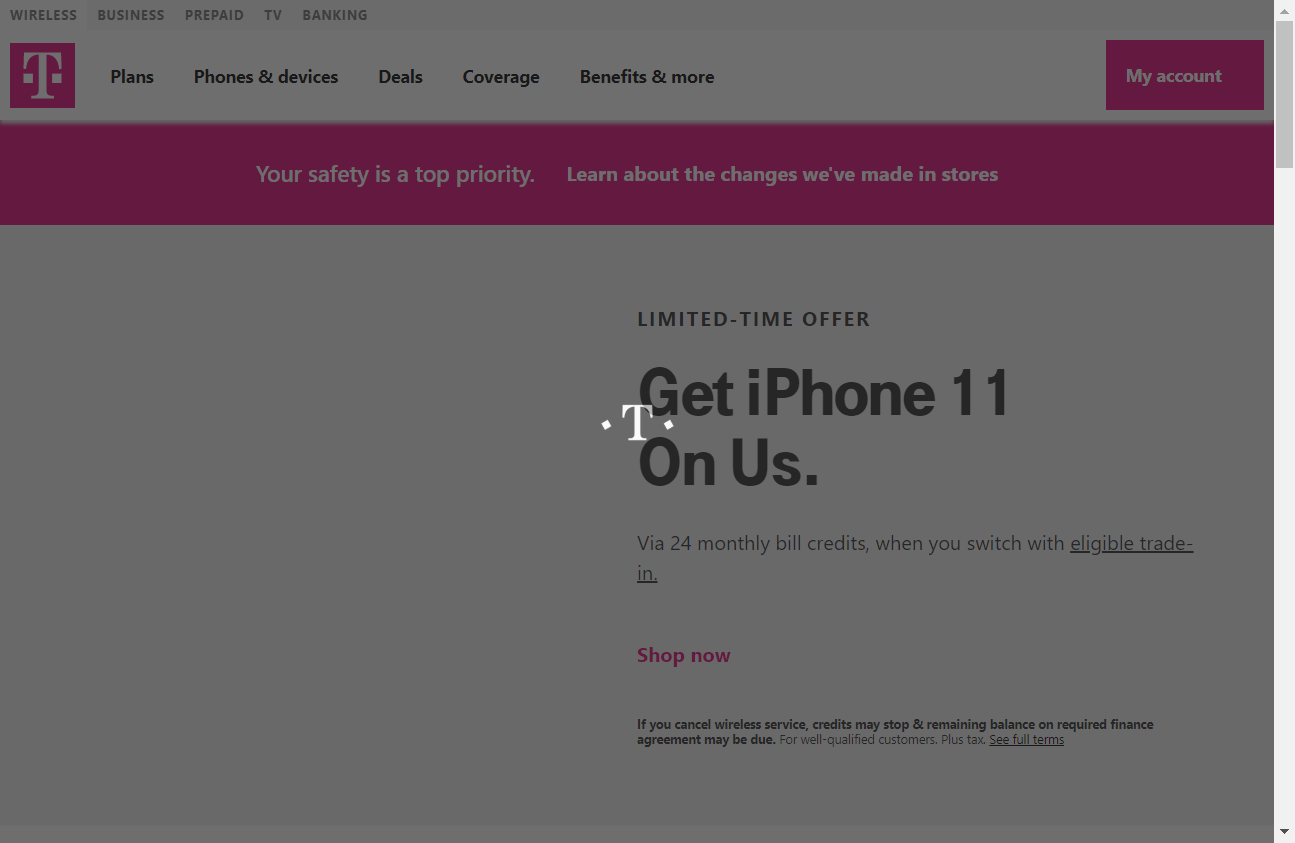 WIRELESS BUSINESS PREPAID TV BANKING
T Plans Phones & devices Deals Coverage Benefits & more My account
Your safety is a top priority. Learn about the changes we've made in stores
LIMITED-TIME OFFER
Get iPhone 11
T
On Us.
Via 24 monthly bill credits, when you switch with eligible trade-
in.
Shop now
If you cancel wireless service, credits may stop & remaining balance on required finance
agreement may be due. For well-qualified customers. Plus tax. See full terms